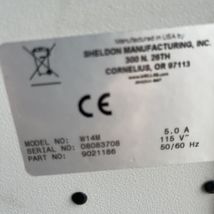 Manufactured in USA by
SHELDON MANUFACTURING, INC.
300 N. 26TH
CORNELIUS, OR 97113
CE
MODEL NO: W14M 5.0 A
SERIAL NO: 08083708 115 V~
PART NO: 9021186 50/60 Hz